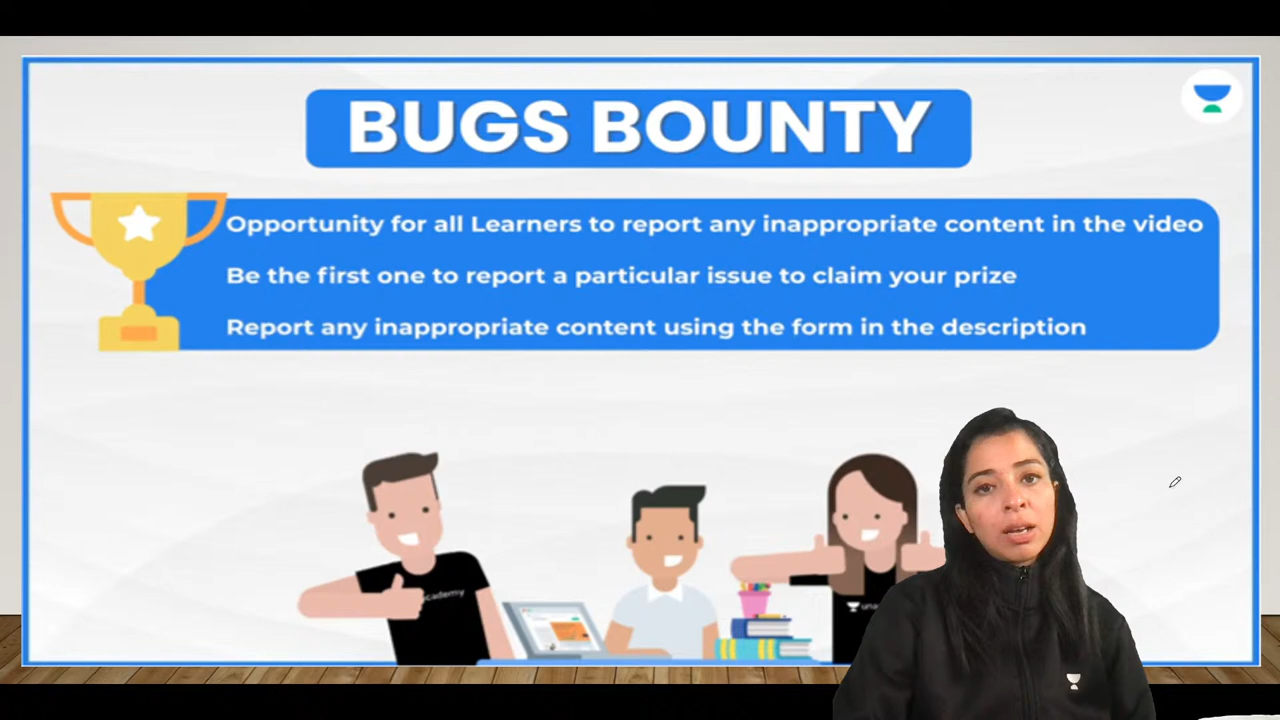 BUGS BOUNTY
Opportunity for all Learners to report any inappropriate content in the video
Be the first one to report a particular issue to claim your prize
Report any inappropriate content using the form in the description